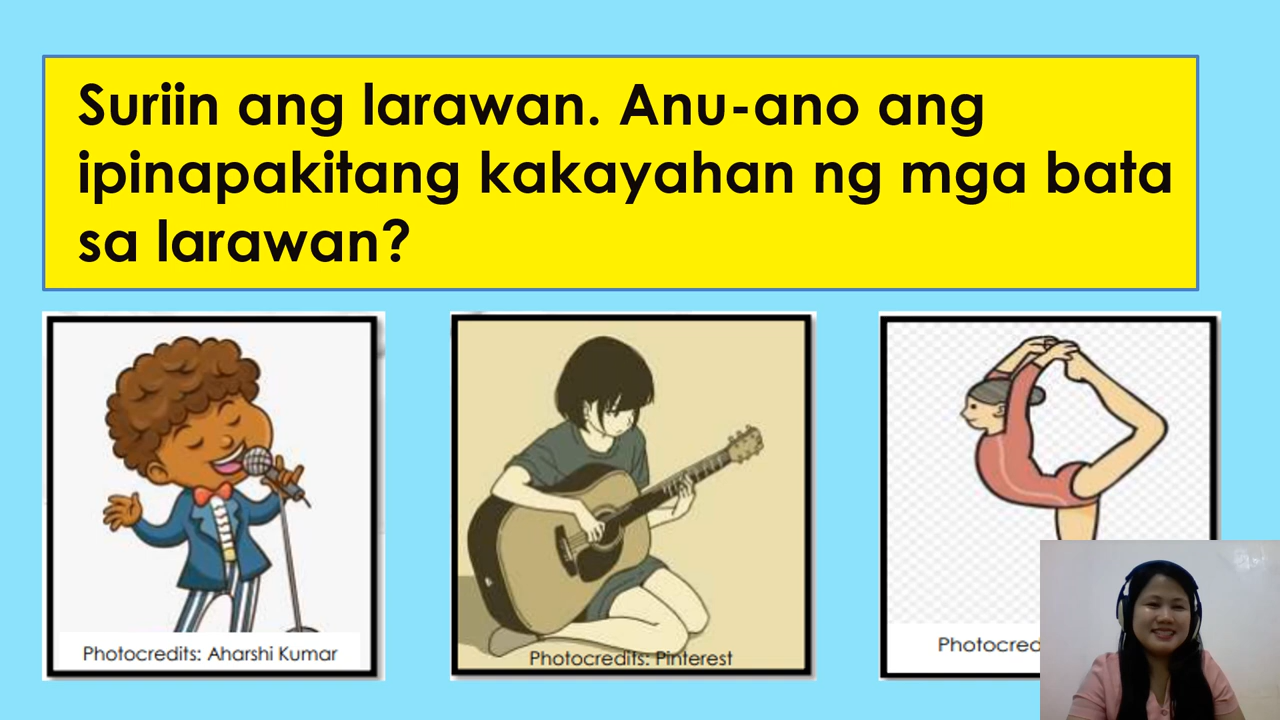 Suriin ang larawan. Anu-ano ang
ipinapakitang kakayahan ng mga bata
sa larawan?
Photocredits: Aharshi Kumar
Photocredits: Pinterest